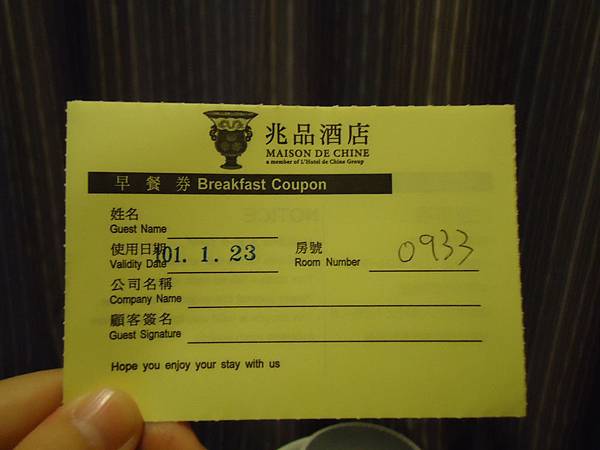 兆品酒店
MAISON DE CHINE
a member of L'Hotel de Chine Group
早餐券 Breakfast Coupon
姓名
Guest Name
使用日期 101. 1. 23 房號 0933
Validity Date Room Number
公司名稱
Company Name
顧客簽名
Guest Signature
Hope you enjoy your stay with us